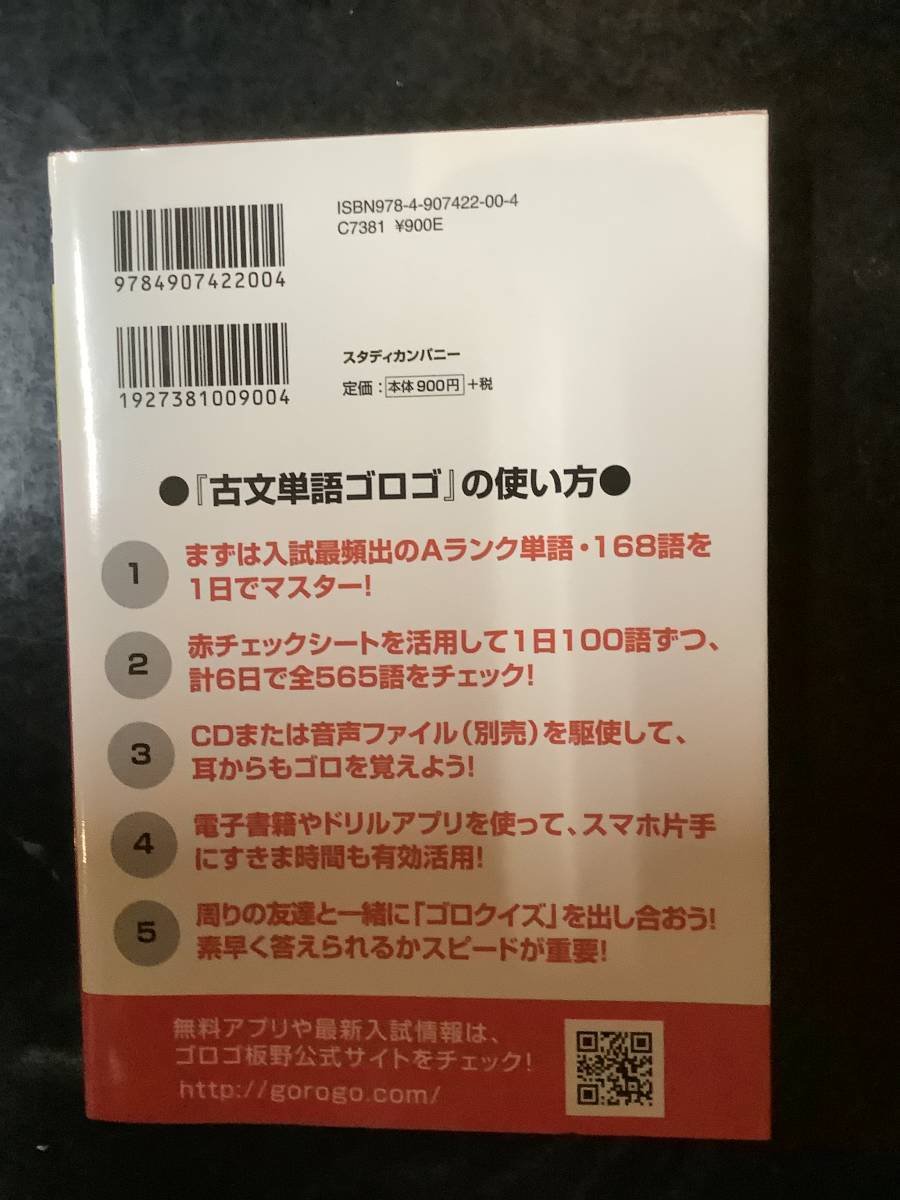 ISBN978-4-907422-00-4
C7381 ¥900E
9784907422004
1927381009004
スタディカンパニー
定価：本体900円+税
●『古文単語ゴロゴ』の使い方●
1
まずは入試最頻出のAランク単語・168語を
1日でマスター！
2
赤チェックシートを活用して1日100語ずつ、
計6日で全565語をチェック！
3
CDまたは音声ファイル（別売）を駆使して、
耳からもゴロを覚えよう！
4
電子書籍やドリルアプリを使って、スマホ片手
にすきま時間も有効活用！
5
周りの友達と一緒に「ゴロクイズ」を出し合おう！
素早く答えられるかスピードが重要！
無料アプリや最新入試情報は、
ゴロゴ板野公式サイトをチェック！
http://gorogo.com/